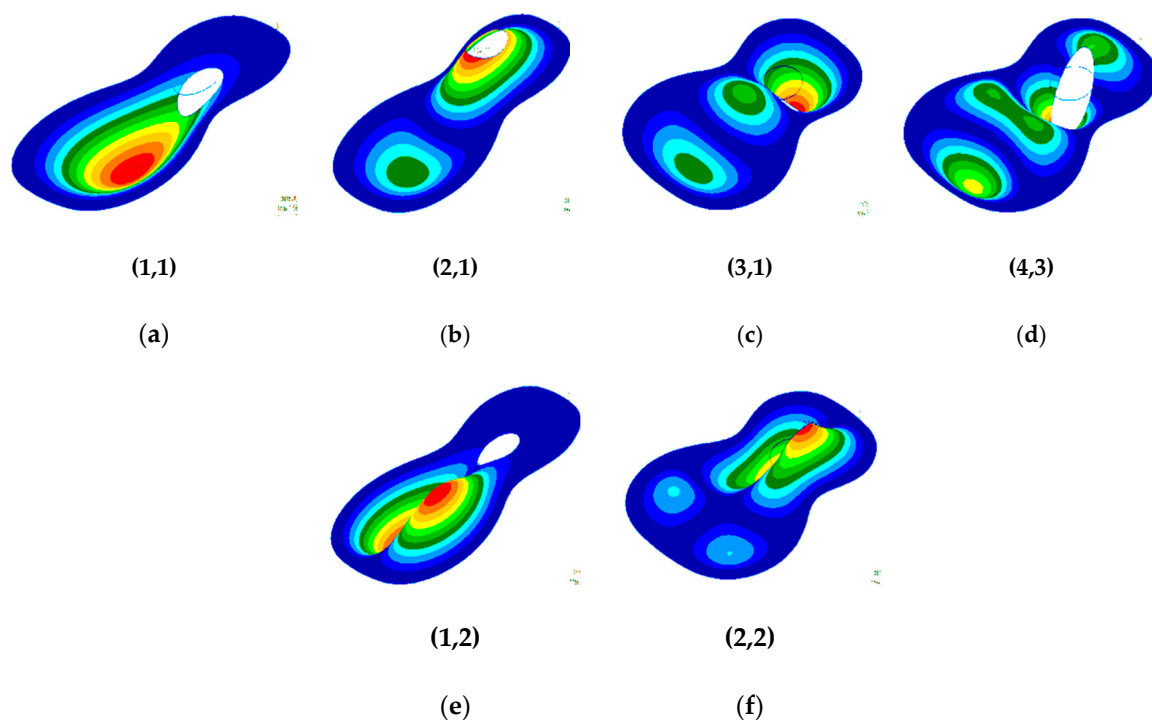 (1,1) (2,1) (3,1) (4,3)
(a) (b) (c) (d)
(1,2) (2,2)
(e) (f)